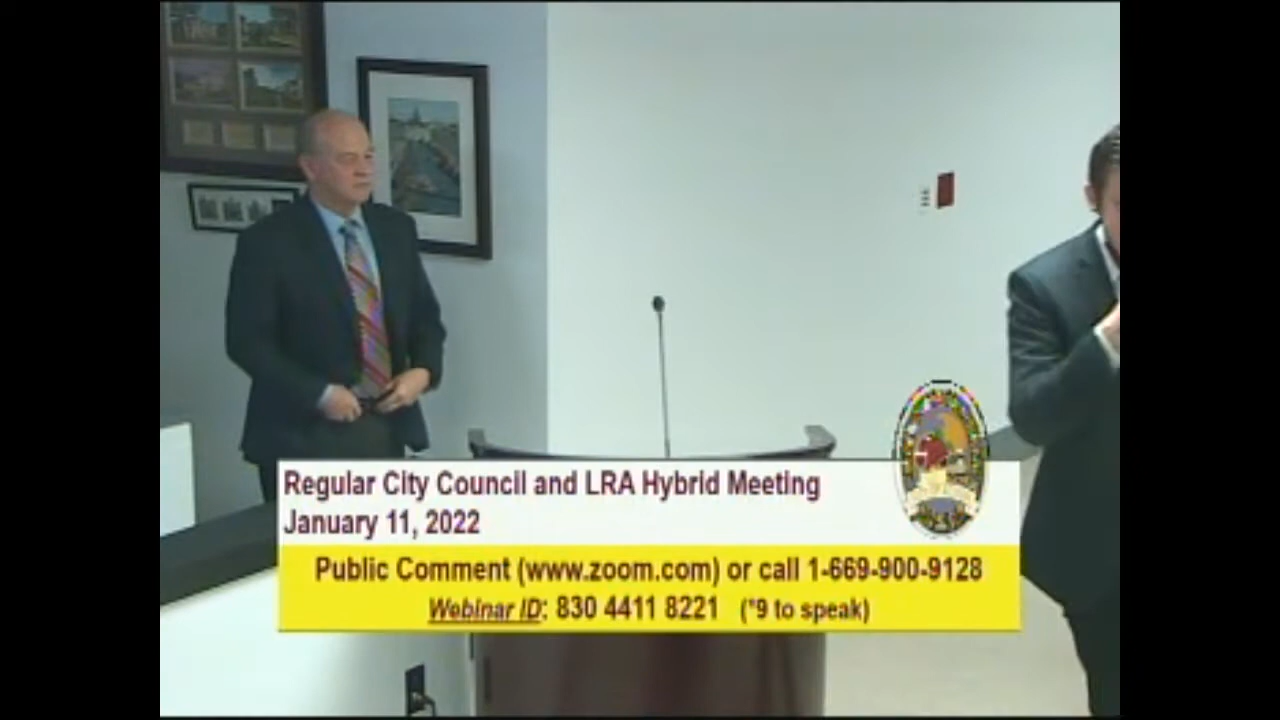 Regular City Council and LRA Hybrid Meeting
January 11, 2022
Public Comment (www.zoom.com) or call 1-669-900-9128
Webinar ID: 830 4411 8221 (*9 to speak)